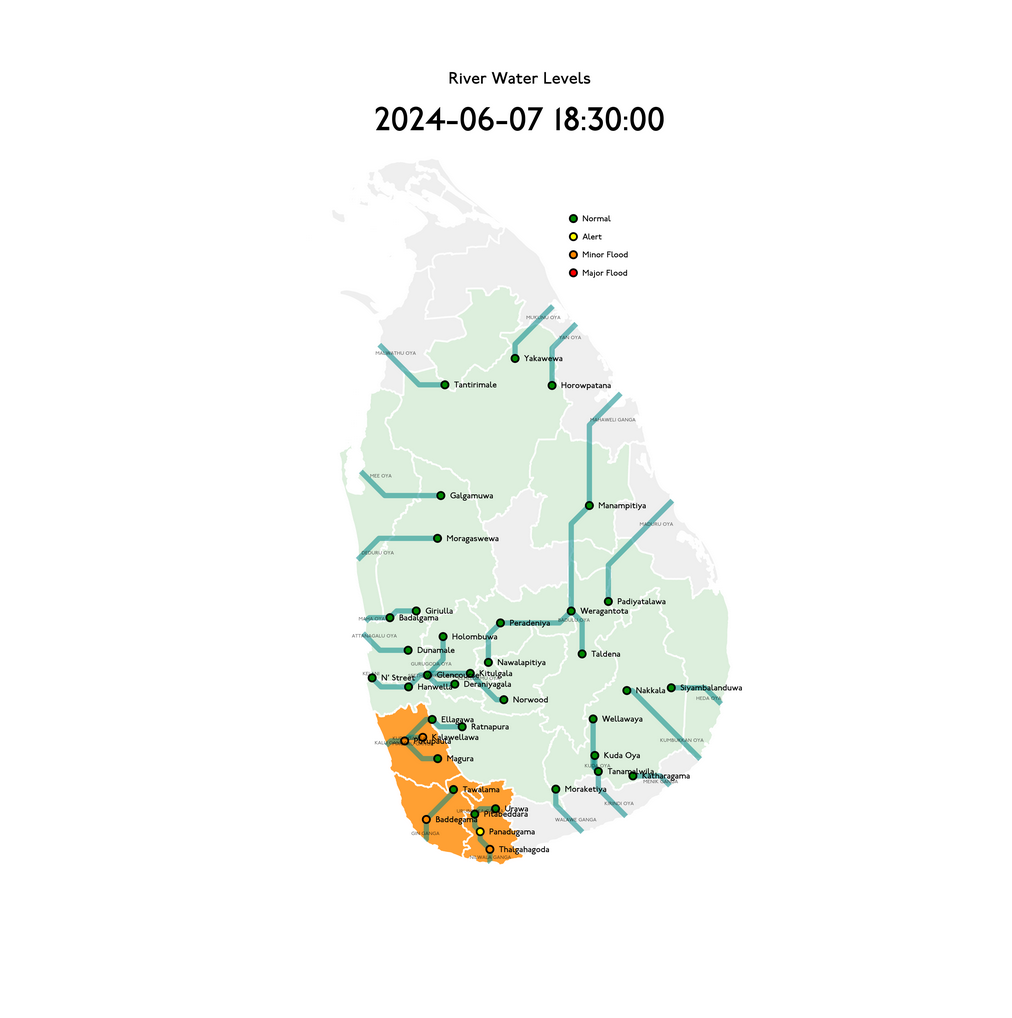 River Water Levels
2024-06-07 18:30:00
Normal
Alert
Minor Flood
Major Flood
MUKUNU OYA
YAN OYA
MALWATHU OYA
Yakawewa
Tantirimale
Horowpatana
MAHAWELI GANGA
MEE OYA
Galgamuwa
Manampitiya
MADURU OYA
Moragaswewa
DEDURU OYA
Padiyatalawa
Giriulla
Weragantota
MAHA OYA
Badalgama
BADULU OYA
Peradeniya
ATTANAGALU OYA
Holombuwa
Dunamale
Taldena
GURUGODA OYA
Nawalapitiya
Kitulgala
Glencourse
N' Street
Deraniyagala
Hanwella
Siyambalanduwa
Nakkala
HEDA OYA
Norwood
Ellagawa
Wellawaya
Ratnapura
Kalawellawa
Putupaula
KUMBUKKAN OYA
Kuda Oya
Magura
KUDA OYA
Tanamalwila
Katharagama
MENIK GANGA
Tawalama
Moraketiya
KIRINDI OYA
Urawa
Pitabeddara
Baddegama
WALAWE GANGA
Panadugama
GIN GANGA
Thalgahagoda
NILWALA GANGA